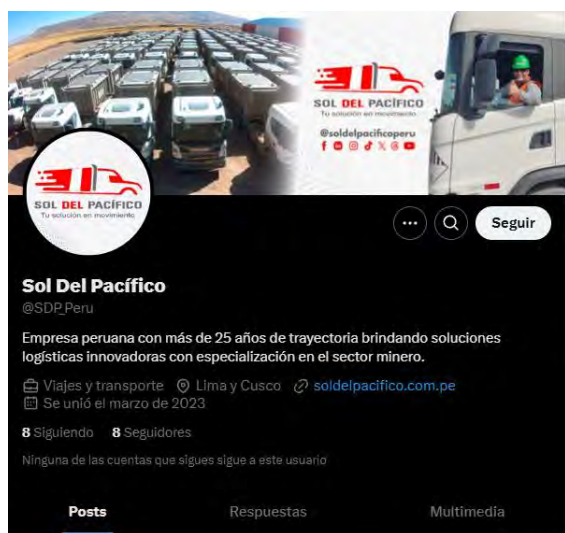 SOL DEL PACÍFICO
Tu solución en movimiento
@soldelpacificoperu
SOL DEL PACÍFICO
Tu solución en movimiento
Seguir
Sol Del Pacífico
@SDP_Peru
Empresa peruana con más de 25 años de trayectoria brindando soluciones
logísticas innovadoras con especialización en el sector minero.
Viajes y transporte Lima y Cusco soldelpacifico.com.pe
Se unió el marzo de 2023
8 Siguiendo 8 Seguidores
Ninguna de las cuentas que sigues sigue a este usuario
Posts Respuestas Multimedia